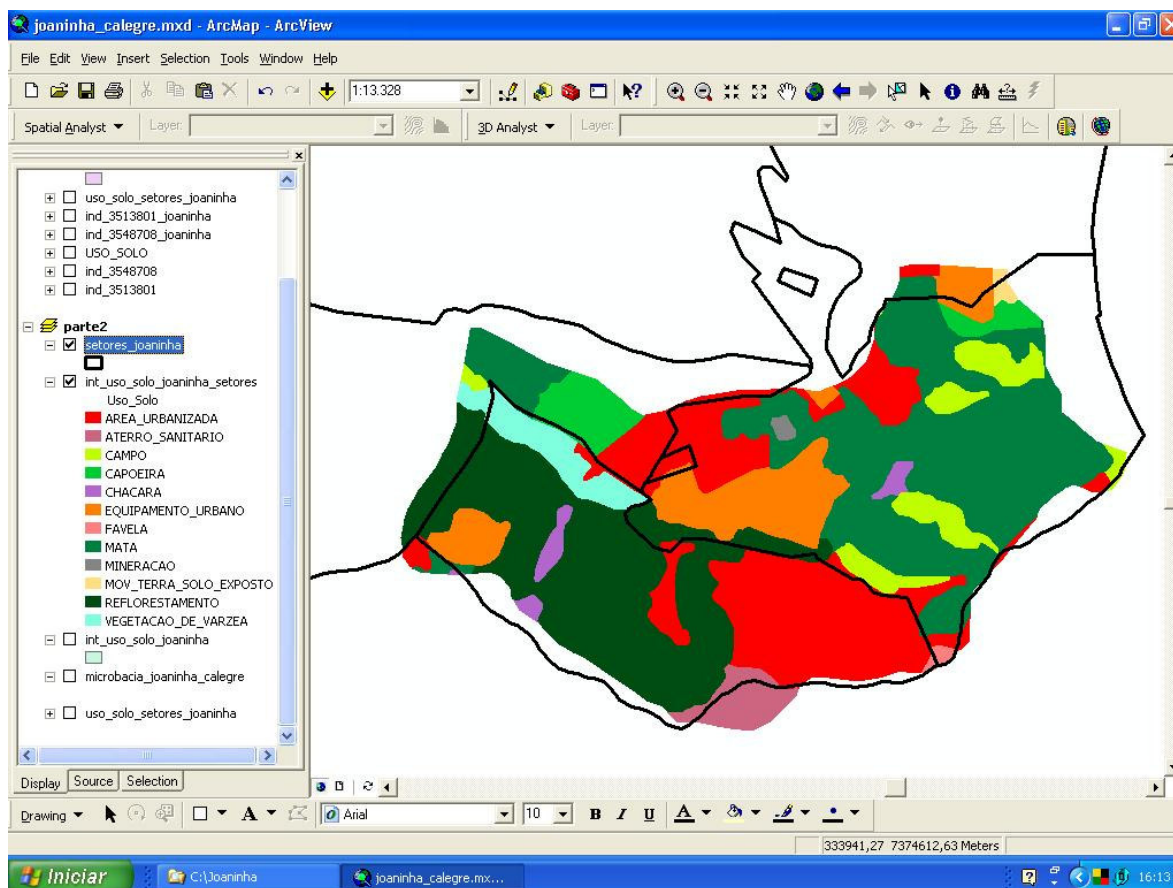 joaninha_calegre.mxd - ArcMap - ArcView
File Edit View Insert Selection Tools Window Help
1:13.328
Spatial Analyst Layer: 3D Analyst Layer:
uso_solo_setores_joaninha
ind_3513801_joaninha
ind_3548708_joaninha
USO_SOLO
ind_3548708
ind_3513801
parte2
setores_joaninha
int_uso_solo_joaninha_setores
Uso_Solo
AREA_URBANIZADA
ATERRO_SANITARIO
CAMPO
CAPOEIRA
CHACARA
EQUIPAMENTO_URBANO
FAVELA
MATA
MINERACAO
MOV_TERRA_SOLO_EXPOSTO
REFLORESTAMENTO
VEGETACAO_DE_VARZEA
int_uso_solo_joaninha
microbacia_joaninha_calegre
uso_solo_setores_joaninha
Display Source Selection
Drawing A Arial 10 B I U A
333941,27 7374612,63 Meters
Iniciar C:\Joaninha joaninha_calegre.mx... 16:13